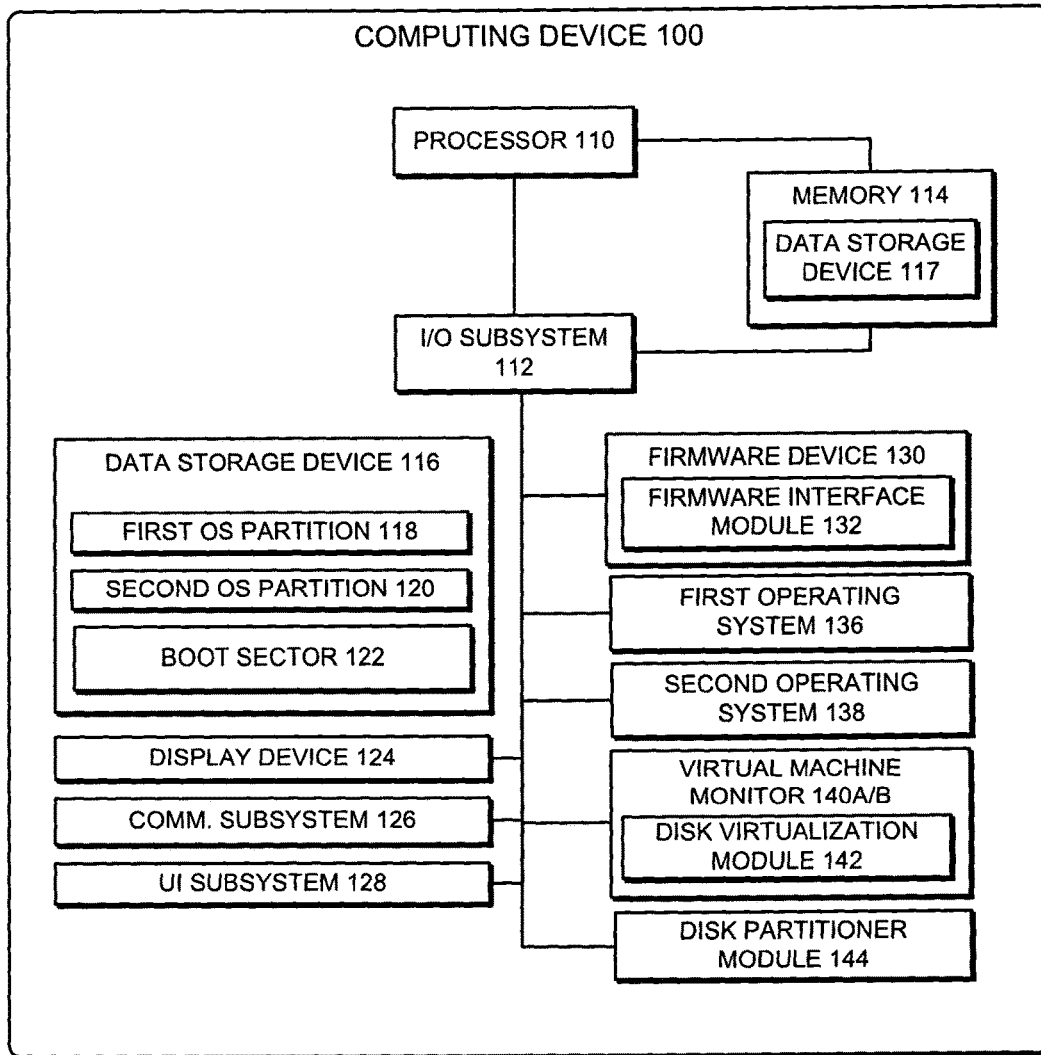 COMPUTING DEVICE 100
PROCESSOR 110
MEMORY 114
DATA STORAGE
DEVICE 117
I/O SUBSYSTEM
112
DATA STORAGE DEVICE 116
FIRST OS PARTITION 118
SECOND OS PARTITION 120
BOOT SECTOR 122
DISPLAY DEVICE 124
COMM. SUBSYSTEM 126
UI SUBSYSTEM 128
FIRMWARE DEVICE 130
FIRMWARE INTERFACE
MODULE 132
FIRST OPERATING
SYSTEM 136
SECOND OPERATING
SYSTEM 138
VIRTUAL MACHINE
MONITOR 140A/B
DISK VIRTUALIZATION
MODULE 142
DISK PARTITIONER
MODULE 144